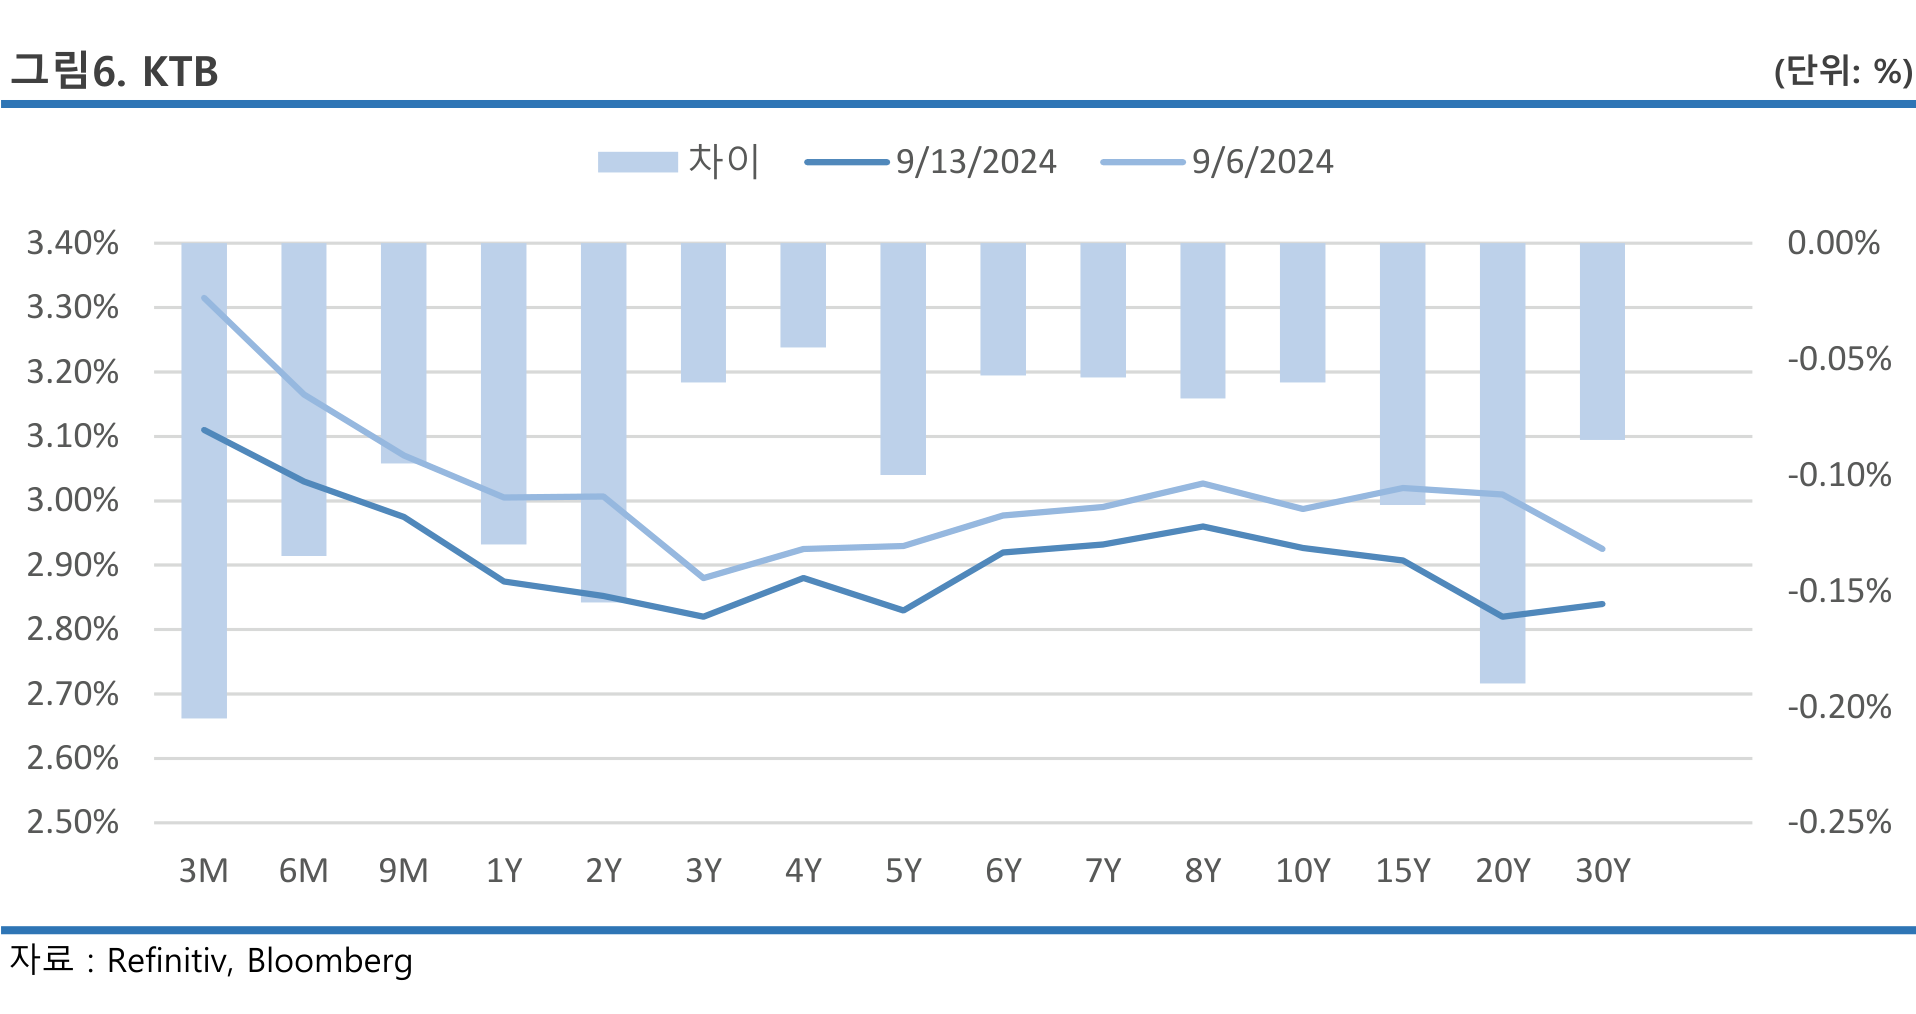 그림6. KTB
(단위: %)
차이 9/13/2024 9/6/2024
3.40% 0.00%
3.30%
3.20% -0.05%
3.10%
-0.10%
3.00%
2.90% -0.15%
2.80%
2.70% -0.20%
2.60%
2.50% -0.25%
3M 6M 9M 1Y 2Y 3Y 4Y 5Y 6Y 7Y 8Y 10Y 15Y 20Y 30Y
자료 : Refinitiv, Bloomberg